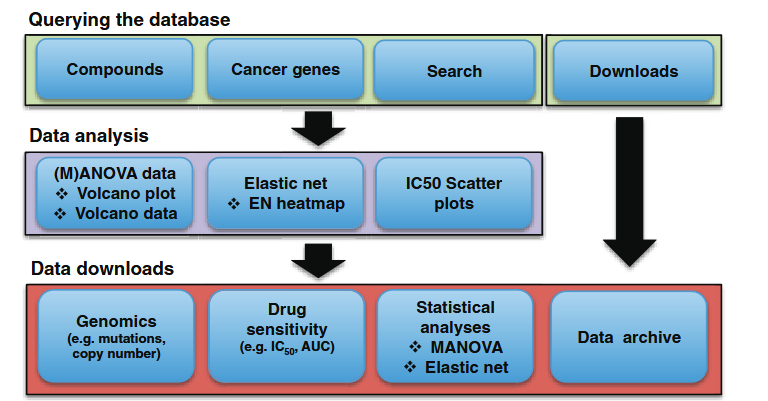 Querying the database
Compounds
Cancer genes
Search
Downloads
Data analysis
(M)ANOVA data
❖ Volcano plot
❖ Volcano data
Elastic net
❖ EN heatmap
IC50 Scatter
plots
Data downloads
Genomics
(e.g. mutations,
copy number)
Drug
sensitivity
(e.g. IC50, AUC)
Statistical
analyses
❖ MANOVA
❖ Elastic net
Data archive